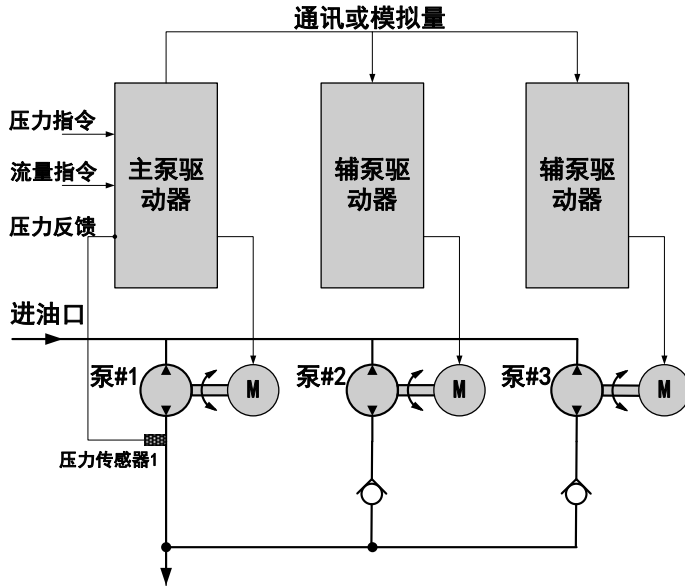 通讯或模拟量
压力指令
流量指令
压力反馈
主泵驱
动器
辅泵驱
动器
辅泵驱
动器
进油口
泵#1
M
泵#2
M
泵#3
M
压力传感器1